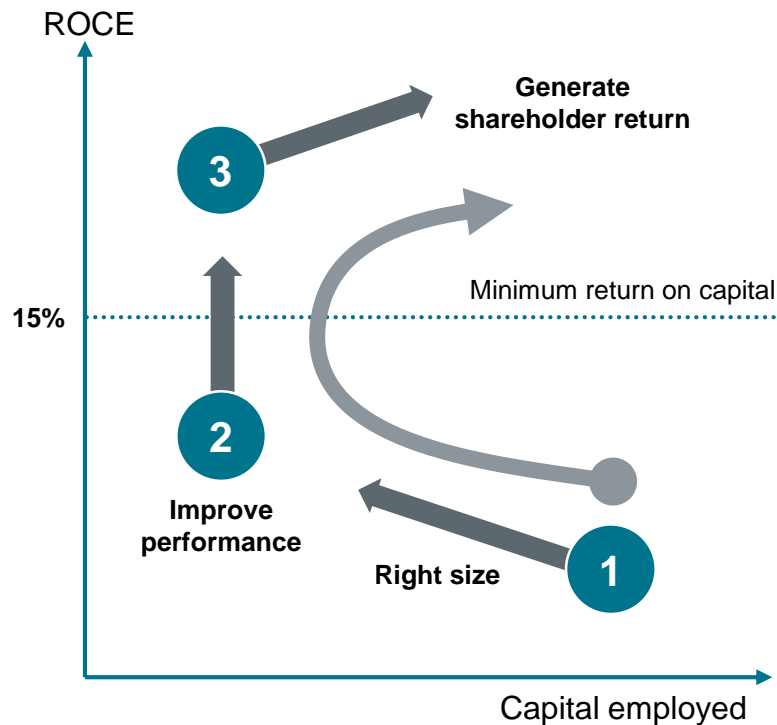 ROCE
Generate
shareholder return
3
Minimum return on capital
15%
2
Improve
performance
Right size
1
Capital employed